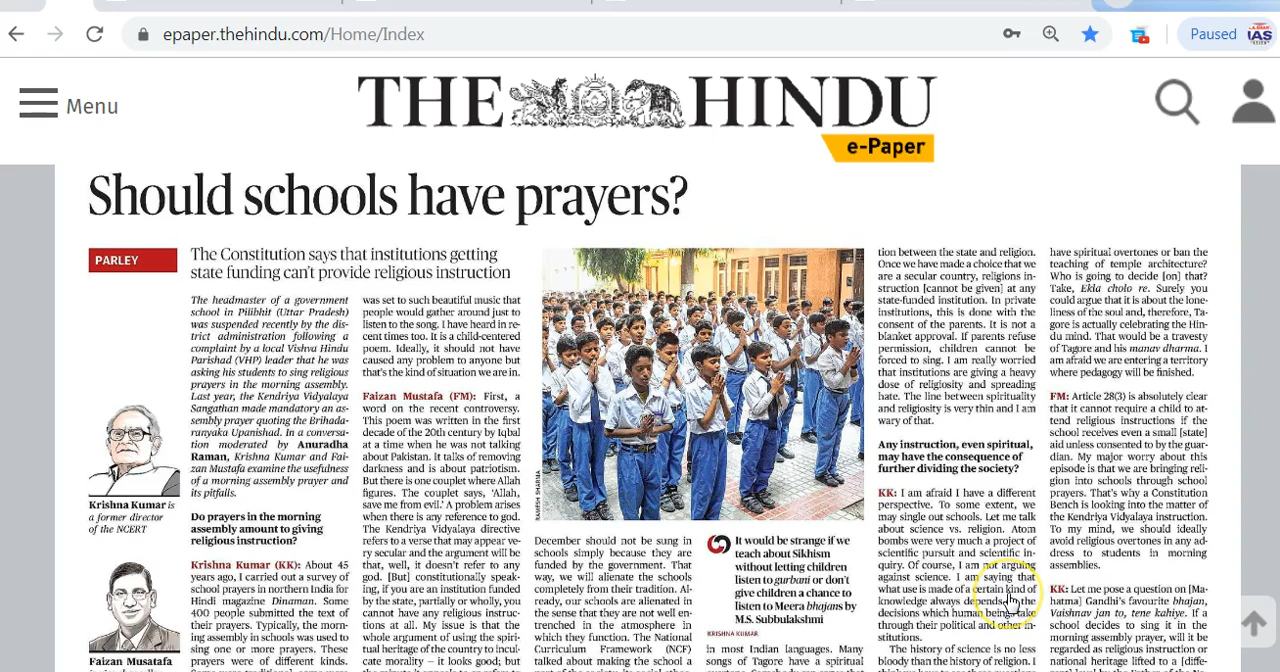 epaper.thehindu.com/Home/Index
Paused
IAS
Menu
THE HINDU
e-Paper
Should schools have prayers?
PARLEY
The Constitution says that institutions getting
state funding can't provide religious instruction
Krishna Kumar is
a former director
of the NCERT
Faizan Musatafa
The headmaster of a government
school in Pilibhit (Uttar Pradesh)
was suspended recently by the dis-
trict administration following a
complaint by a local Vishva Hindu
Parishad (VHP) leader that he was
asking his students to sing religious
prayers in the morning assembly.
Last year, the Kendriya Vidyalaya
Sangathan made mandatory an as-
sembly prayer quoting the Brihada-
ranyaka Upanishad. In a conversa-
tion moderated by Anuradha
Raman, Krishna Kumar and Fai-
zan Mustafa examine the usefulness
of a morning assembly prayer and
its pitfalls.
Do prayers in the morning
assembly amount to giving
religious instruction?
Krishna Kumar (KK): About 45
years ago, I carried out a survey of
school prayers in northern India for
Hindi magazine Dinaman. Some
400 people submitted the text of
their prayers. Typically, the morn-
ing assembly in schools was used to
sing one or more prayers. These
prayers were of different kinds.
was set to such beautiful music that
people would gather around just to
listen to the song. I have heard in re-
cent times too. It is a child-centered
poem. Ideally, it should not have
caused any problem to anyone but
that's the kind of situation we are in.
Faizan Mustafa (FM): First, a
word on the recent controversy.
This poem was written in the first
decade of the 20th century by Iqbal
at a time when he was not talking
about Pakistan. It talks of removing
darkness and is about patriotism.
But there is one couplet where Allah
figures. The couplet says, 'Allah,
save me from evil.' A problem arises
when there is any reference to god.
The Kendriya Vidyalaya directive
refers to a verse that may appear ve-
ry secular and the argument will be
that, well, it doesn't refer to any
god. [But] constitutionally speak-
ing, if you are an institution funded
by the state, partially or wholly, you
cannot have any religious instruc-
tions at all. My issue is that the
whole argument of using the spiri-
tual heritage of the country to incul-
cate morality — it looks good; but
RAMESH SHARMA
December should not be sung in
schools simply because they are
funded by the government. That
way, we will alienate the schools
completely from their tradition. Al-
ready, our schools are alienated in
the sense that they are not well en-
trenched in the atmosphere in
which they function. The National
Curriculum Framework (NCF)
talked about making the school a
It would be strange if we
teach about Sikhism
without letting children
listen to gurbani or don't
give children a chance to
listen to Meera bhajans by
M.S. Subbulakshmi
KRISHNA KUMAR
in most Indian languages. Many
songs of Tagore have a spiritual
tion between the state and religion.
Once we have made a choice that we
are a secular country, religions in-
struction [cannot be given] at any
state-funded institution. In private
institutions, this is done with the
consent of the parents. It is not a
blanket approval. If parents refuse
permission, children cannot be
forced to sing. I am really worried
that institutions are giving a heavy
dose of religiosity and spreading
hate. The line between spirituality
and religiosity is very thin and I am
wary of that.
Any instruction, even spiritual,
may have the consequence of
further dividing the society?
KK: I am afraid I have a different
perspective. To some extent, we
may single out schools. Let me talk
about science vs. religion. Atom
bombs were very much a project of
scientific pursuit and scientific in-
quiry. Of course, I am not arguing
against science. I am saying that
what use is made of a certain kind of
knowledge always depends on the
decisions which human beings take
through their political and other in-
stitutions.
The history of science is no less
bloody than the history of religion. I
have spiritual overtones or ban the
teaching of temple architecture?
Who is going to decide [on] that?
Take, Ekla cholo re. Surely you
could argue that it is about the lone-
liness of the soul and, therefore, Ta-
gore is actually celebrating the Hin-
du mind. That would be a travesty
of Tagore and his manav dharma. I
am afraid we are entering a territory
where pedagogy will be finished.
FM: Article 28(3) is absolutely clear
that it cannot require a child to at-
tend religious instructions if the
school receives even a small [state]
aid unless consented to by the guar-
dian. My major worry about this
episode is that we are bringing reli-
gion into schools through school
prayers. That's why a Constitution
Bench is looking into the matter of
the Kendriya Vidyalaya instruction.
To my mind, we should ideally
avoid religious overtones in any ad-
dress to students in morning
assemblies.
KK: Let me pose a question on [Ma-
hatma] Gandhi's favourite bhajan,
Vaishnav jan to, tene kahiye. If a
school decides to sing it in the
morning assembly, will it be
regarded as religious instruction or